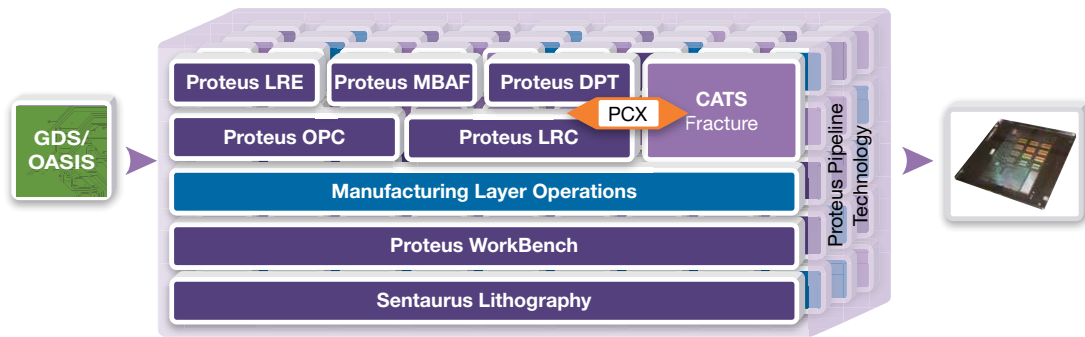 GDS/
OASIS
Proteus LRE
Proteus MBAF
Proteus DPT
CATS
Fracture
PCX
Proteus OPC
Proteus LRC
Manufacturing Layer Operations
Proteus WorkBench
Sentaurus Lithography
Proteus Pipeline
Technology